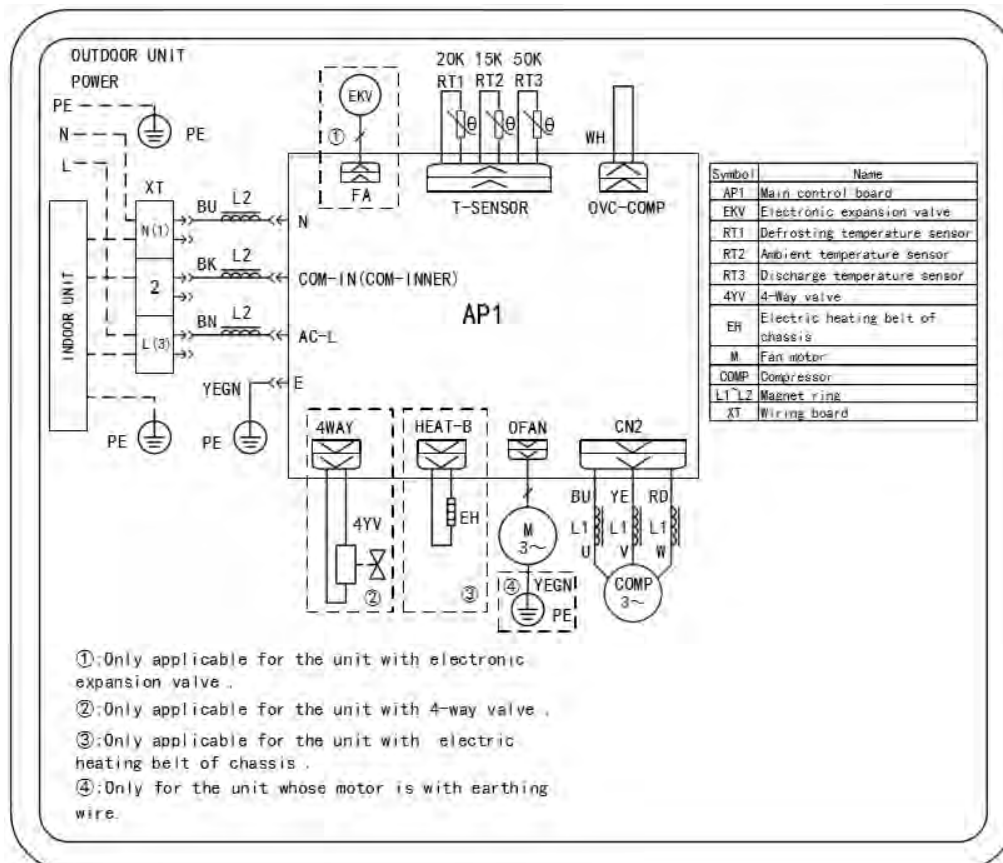 OUTDOOR UNIT
POWER
PE
N
L
PE
XT
N(1)
2
L(3)
INDOOR UNIT
PE
BU L2
BK L2
BN L2
YEGN
PE
EKV
①
FA
20K 15K 50K
RT1 RT2 RT3
θ θ θ
T-SENSOR
WH
OVC-COMP
N
COM-IN(COM-INNER)
AP1
AC-L
E
4WAY
4YV
②
HEAT-B
EH
③
OFAN
M
3~
④ YEGN
PE
CN2
BU YE RD
L1 L1 L1
U V W
COMP
3~
Symbol Name
AP1 Main control board
EKV Electronic expansion valve
RT1 Defrosting temperature sensor
RT2 Ambient temperature sensor
RT3 Discharge temperature sensor
4YV 4-Way valve
EH Electric heating belt of
chassis
M Fan motor
COMP Compressor
L1~L2 Magnet ring
XT Wiring board
①:Only applicable for the unit with electronic
expansion valve .
②:Only applicable for the unit with 4-way valve .
③:Only applicable for the unit with electric
heating belt of chassis .
④:Only for the unit whose motor is with earthing
wire.